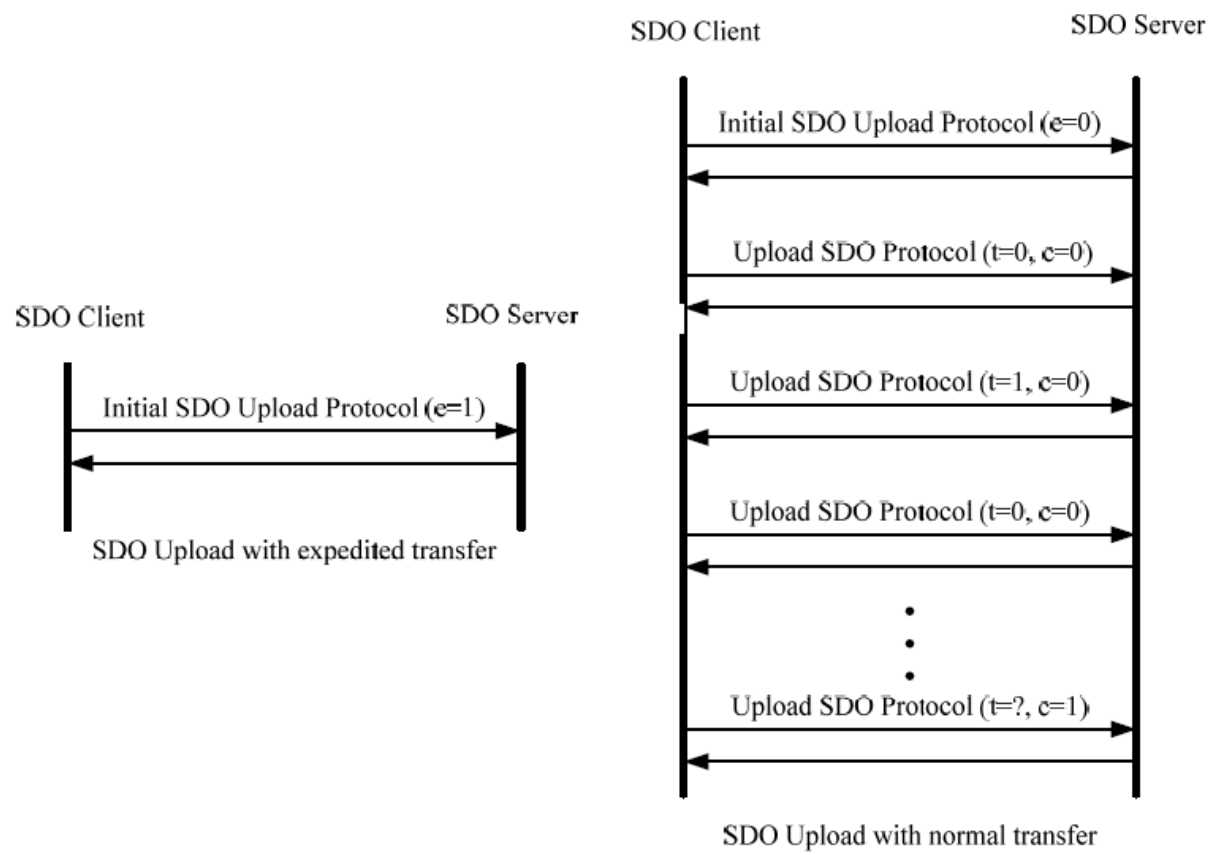 SDO Client
SDO Server
Initial SDO Upload Protocol (e=1)
SDO Upload with expedited transfer
SDO Client
SDO Server
Initial SDO Upload Protocol (e=0)
Upload SDO Protocol (t=0, c=0)
Upload SDO Protocol (t=1, c=0)
Upload SDO Protocol (t=0, c=0)
Upload SDO Protocol (t=?, c=1)
SDO Upload with normal transfer